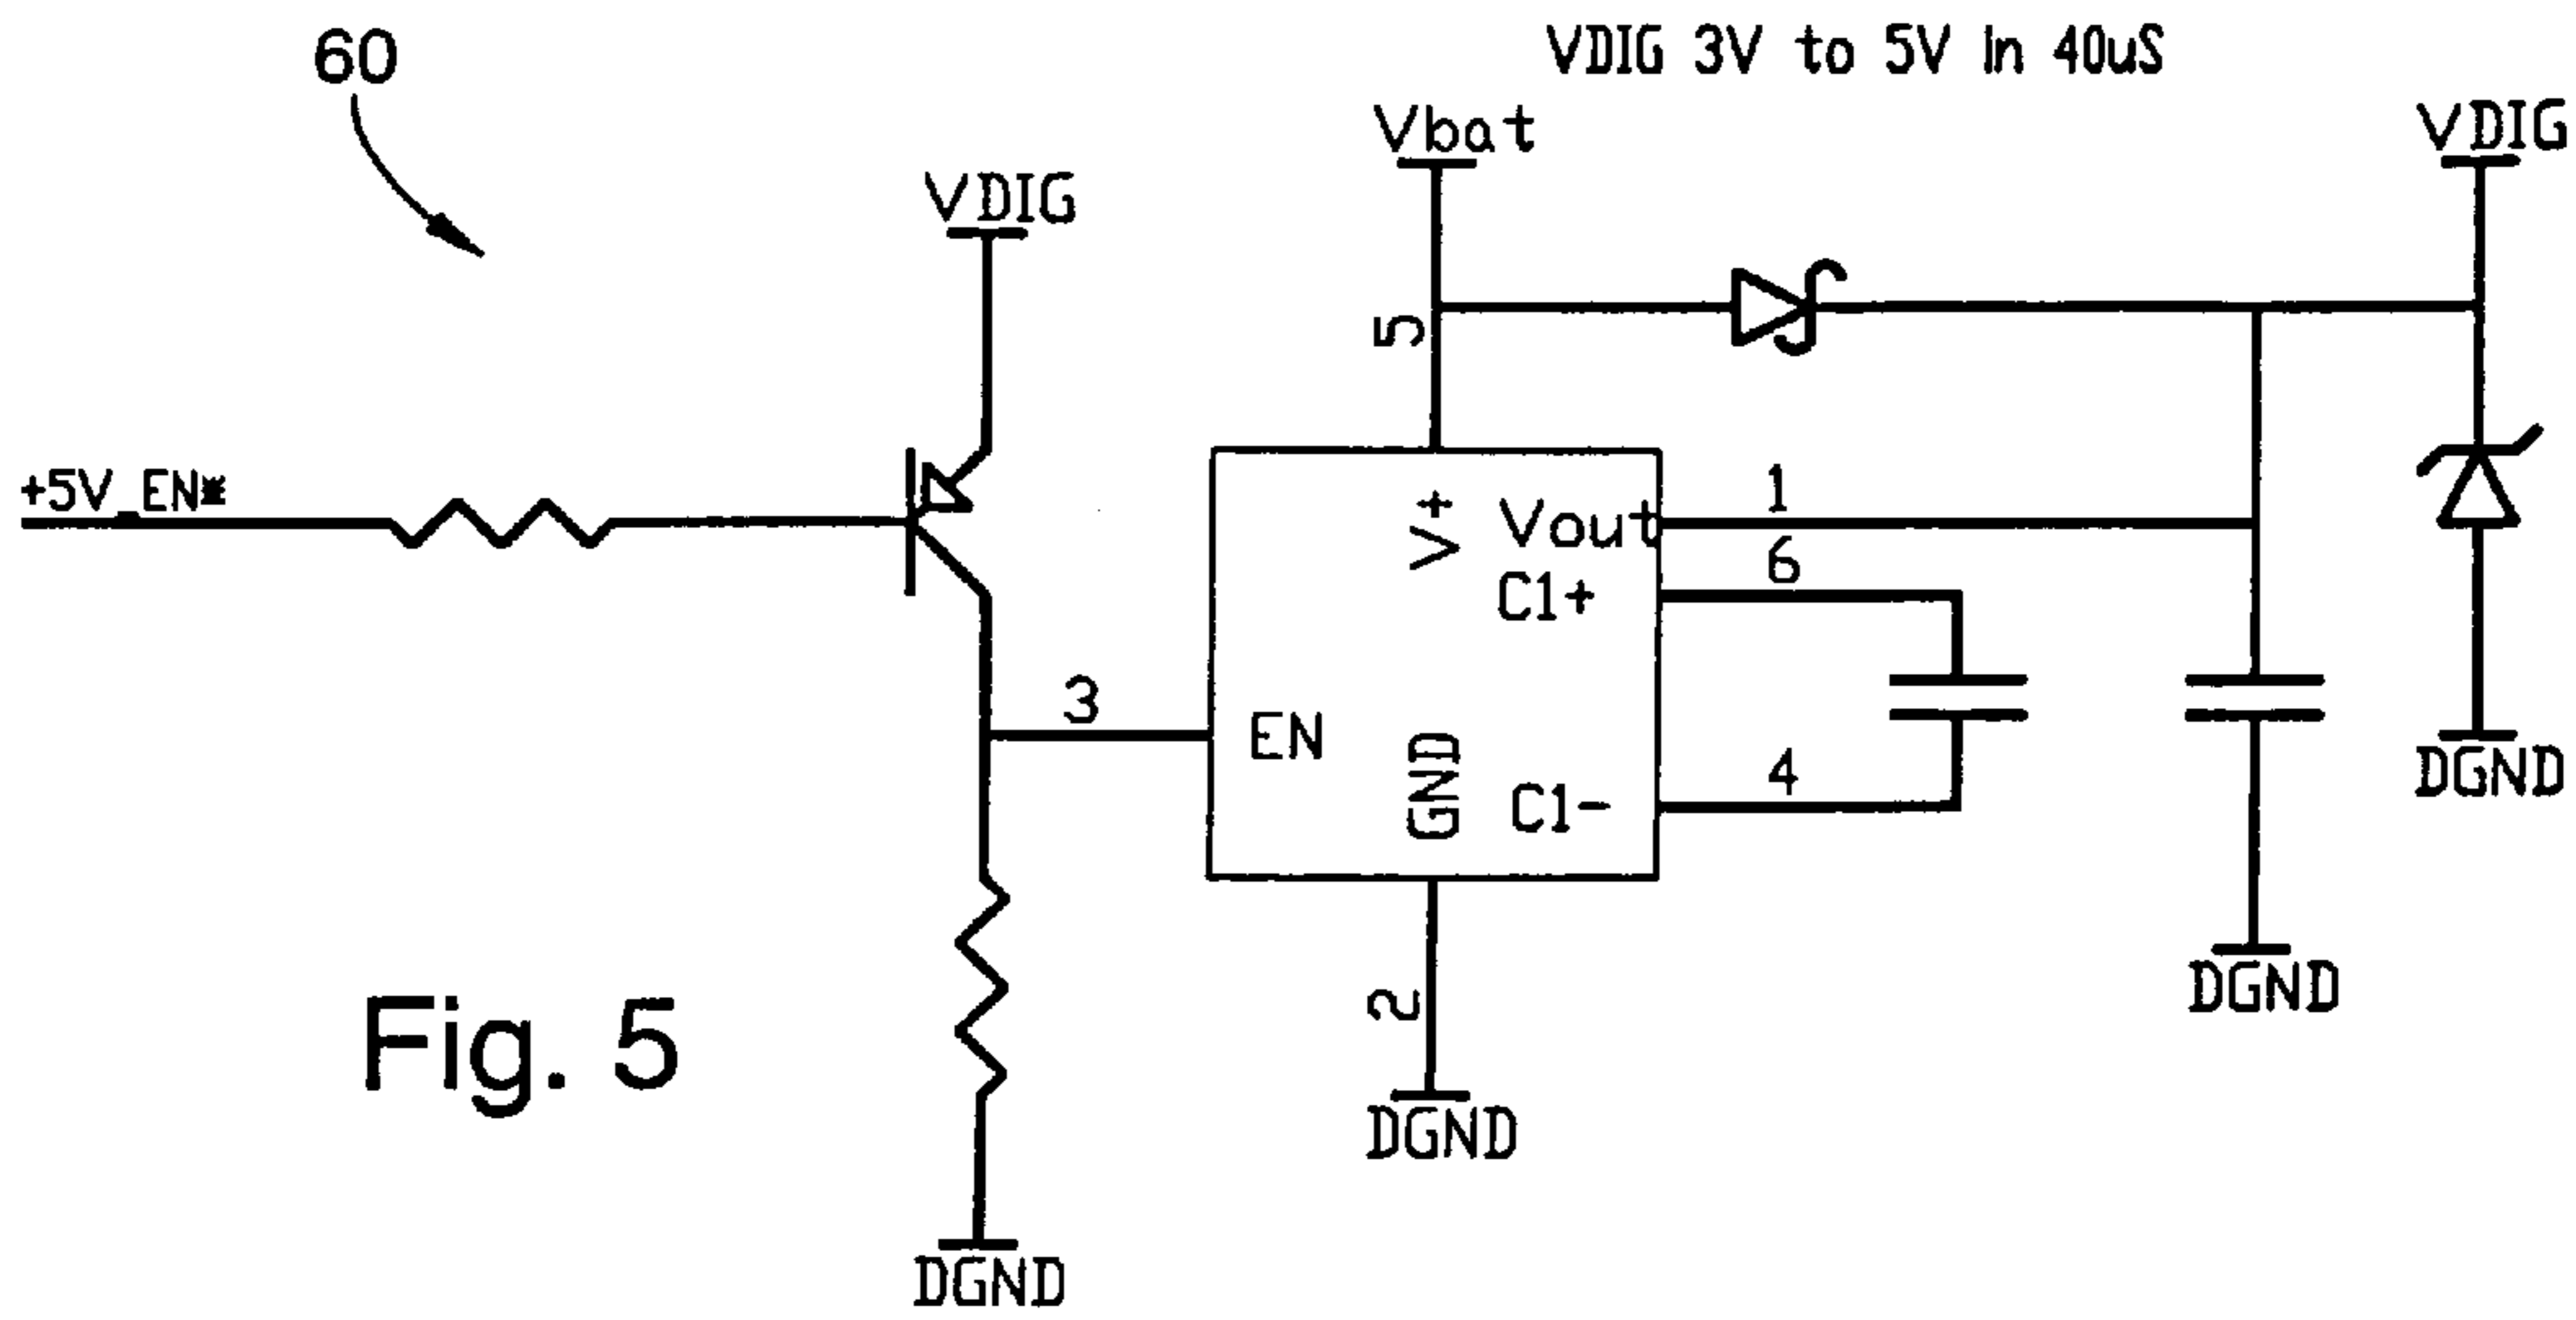 60
VDIG 3V to 5V in 40uS
Vbat
VDIG
VDIG
5
+5V_EN*
V+
Vout
1
C1+
6
3
EN
GND
C1-
4
DGND
DGND
2
DGND
Fig. 5
DGND